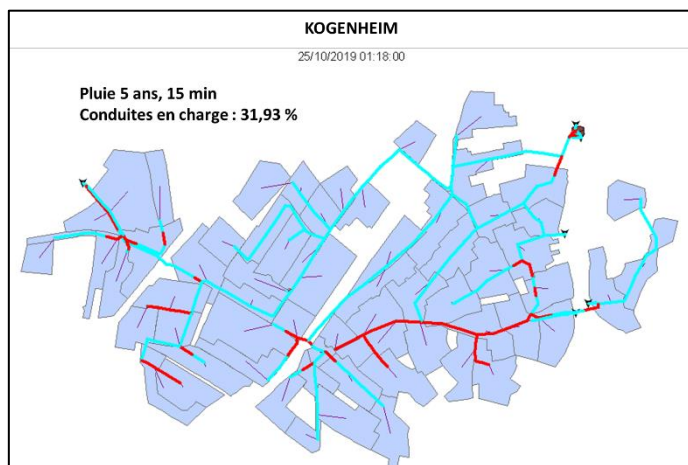 KOGENHEIM
25/10/2019 01:18:00
Pluie 5 ans, 15 min
Conduites en charge : 31,93 %